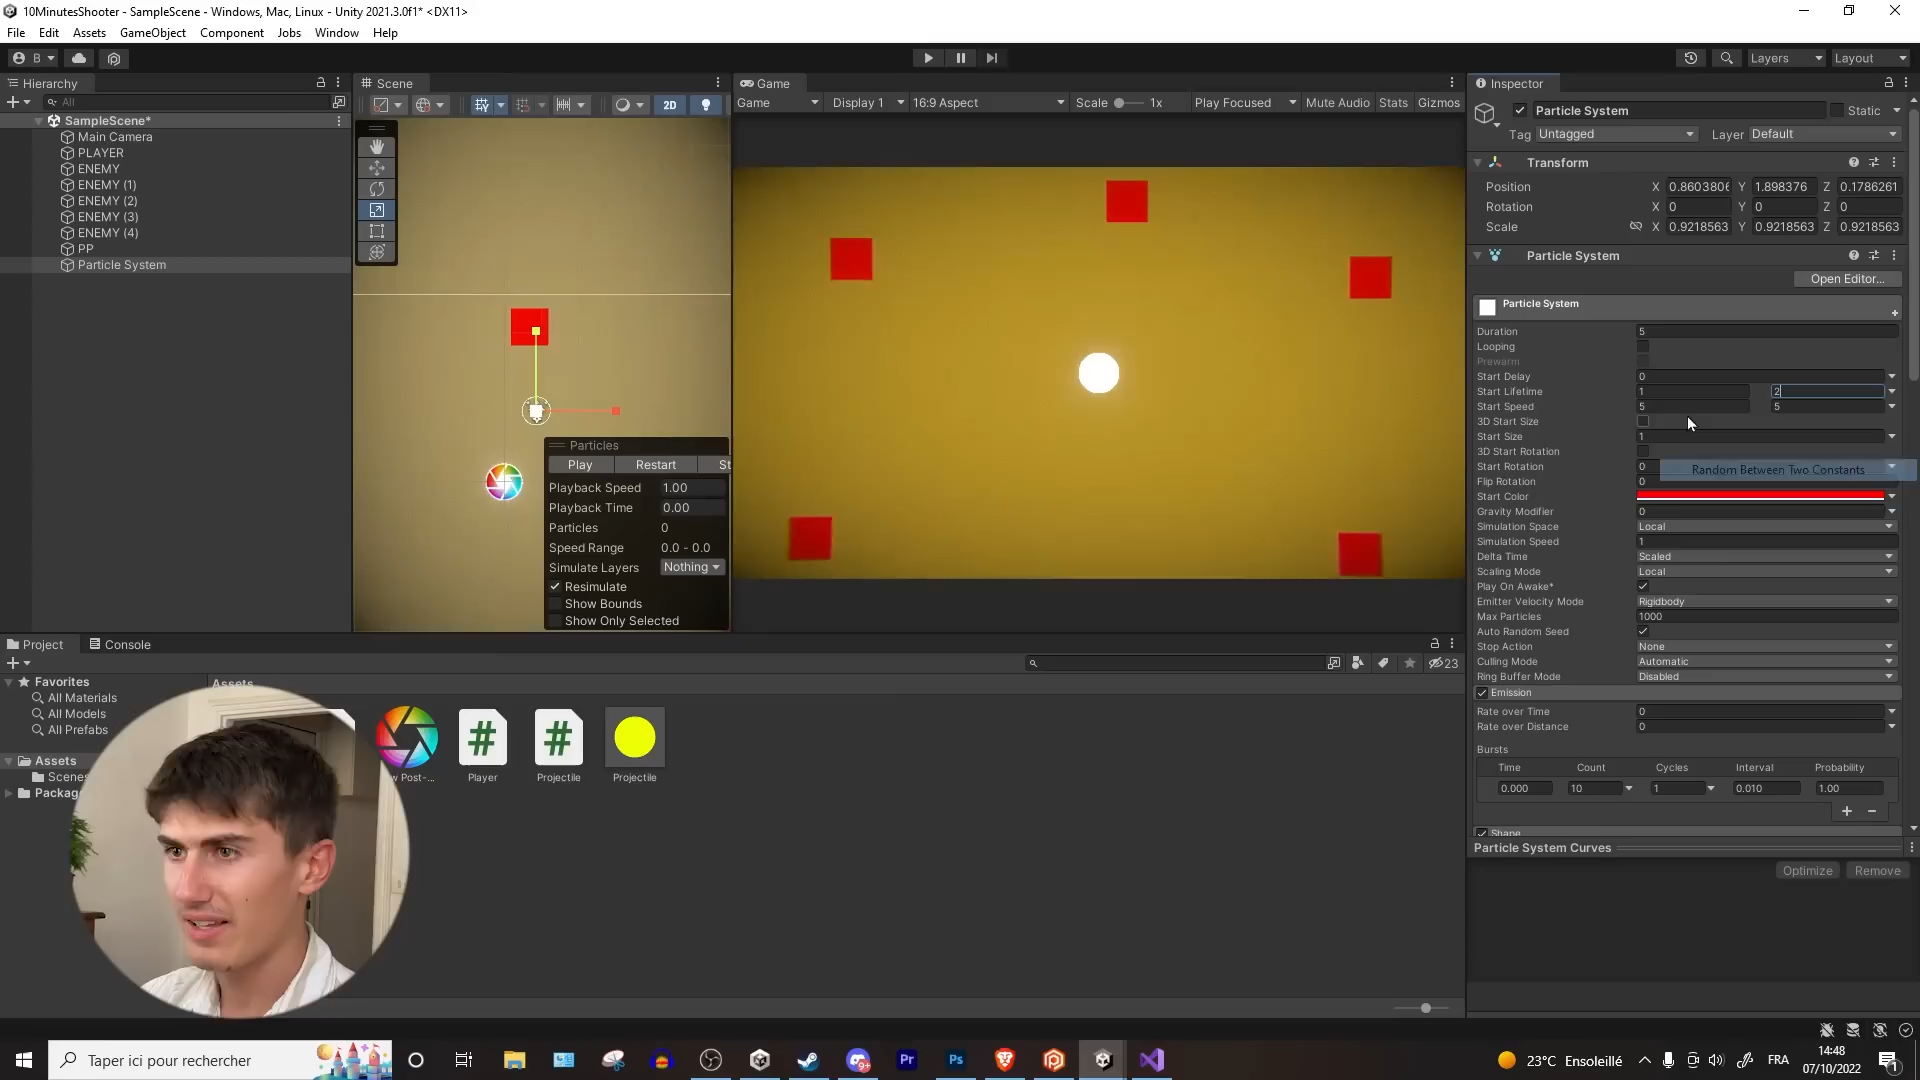 10MinutesShooter - SampleScene - Windows, Mac, Linux - Unity 2021.3.0f1* <DX11>
File Edit Assets GameObject Component Jobs Window Help
B Layers Layout
Hierarchy
All
SampleScene*
Main Camera
PLAYER
ENEMY
ENEMY (1)
ENEMY (2)
ENEMY (3)
ENEMY (4)
PP
Particle System
Scene
2D
Particles
Play Restart St
Playback Speed 1.00
Playback Time 0.00
Particles 0
Speed Range 0.0 - 0.0
Simulate Layers Nothing
Resimulate
Show Bounds
Show Only Selected
Game
Game Display 1 16:9 Aspect Scale 1x Play Focused Mute Audio Stats Gizmos
Inspector
Particle System Static
Tag Untagged Layer Default
Transform
Position X 0.8603806 Y 1.898376 Z 0.1786261
Rotation X 0 Y 0 Z 0
Scale X 0.9218563 Y 0.9218563 Z 0.9218563
Particle System
Open Editor...
Particle System
Duration 5
Looping
Prewarm
Start Delay 0
Start Lifetime 1 2
Start Speed 5 5
3D Start Size
Start Size 1
3D Start Rotation
Start Rotation 0
Random Between Two Constants
Flip Rotation 0
Start Color
Gravity Modifier 0
Simulation Space Local
Simulation Speed 1
Delta Time Scaled
Scaling Mode Local
Play On Awake*
Emitter Velocity Mode Rigidbody
Max Particles 1000
Auto Random Seed
Stop Action None
Culling Mode Automatic
Ring Buffer Mode Disabled
Emission
Rate over Time 0
Rate over Distance 0
Bursts
Time Count Cycles Interval Probability
0.000 10 1 0.010 1.00
Shape
Particle System Curves
Optimize Remove
Project Console
23
Favorites
All Materials
All Models
All Prefabs
Assets
Scenes
Packag
Assets
w Post-...
Player
Projectile
Projectile
Taper ici pour rechercher
9+
Pr
Ps
23°C Ensoleillé
FRA
14:48
07/10/2022
1